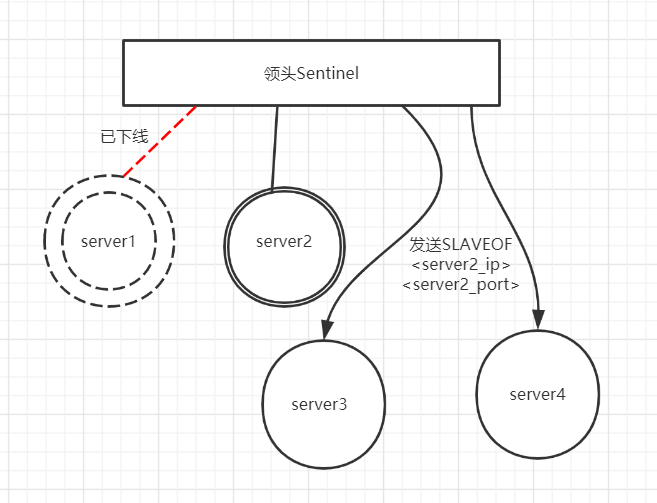 领头Sentinel
已下线
server1
server2
发送SLAVEOF
<server2_ip>
<server2_port>
server3
server4